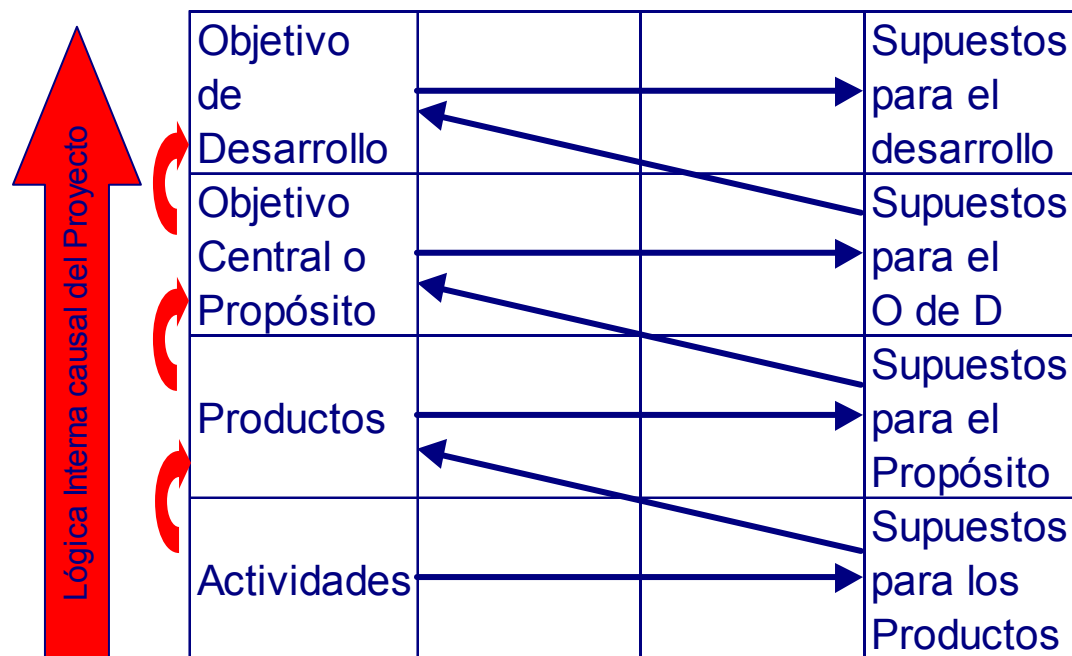 Lógica Interna causal del Proyecto
Objetivo
de
Desarrollo
Supuestos
para el
desarrollo
Objetivo
Central o
Propósito
Supuestos
para el
O de D
Productos
Supuestos
para el
Propósito
Actividades
Supuestos
para los
Productos